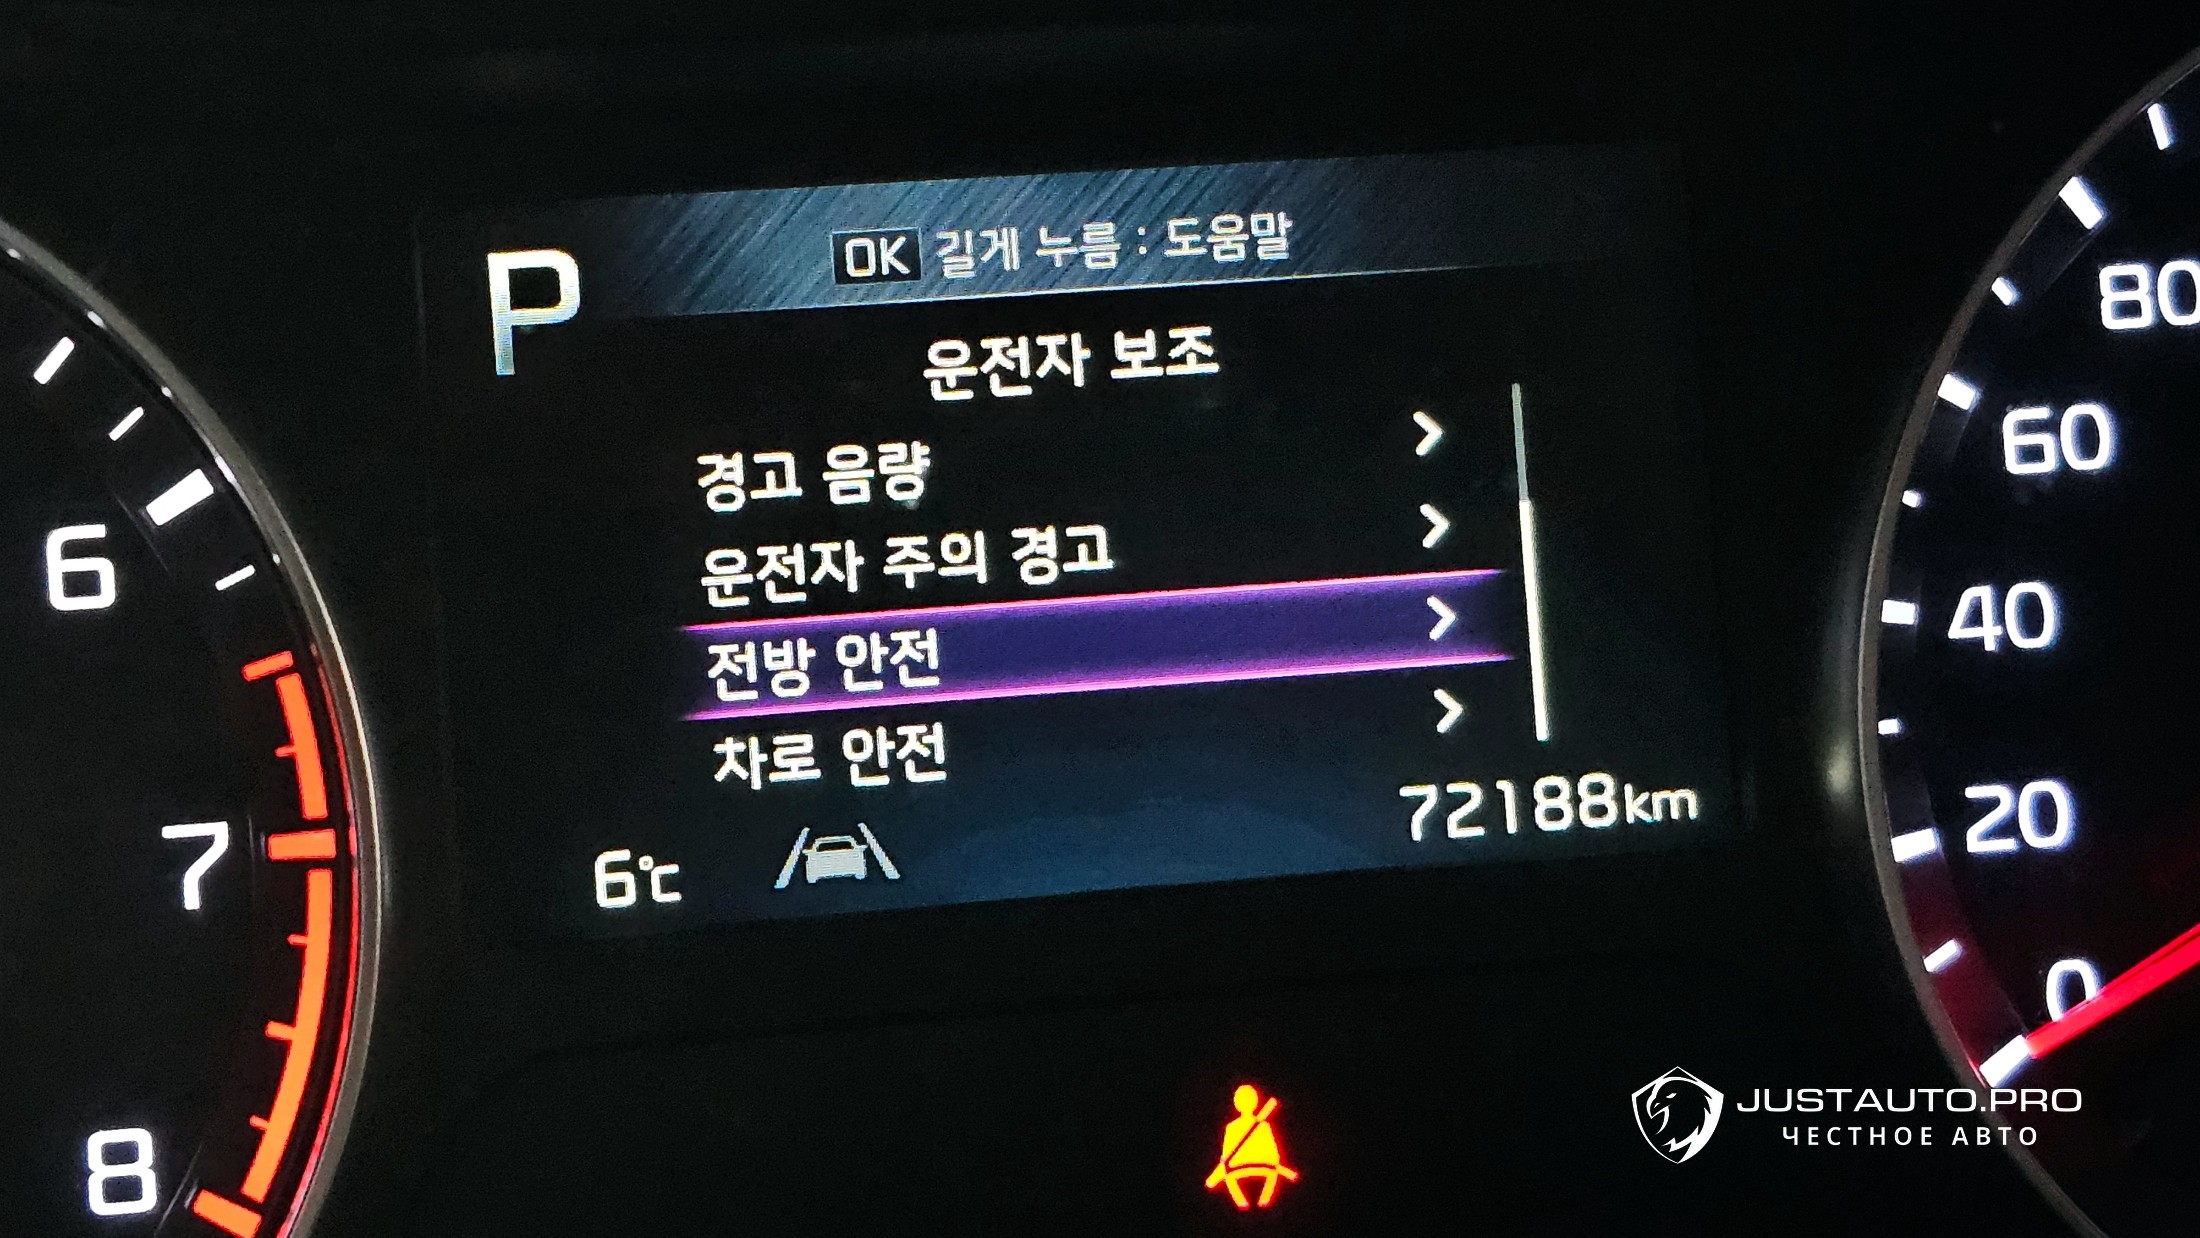 P
OK 길게 누름 : 도움말
운전자 보조
경고 음량
운전자 주의 경고
전방 안전
차로 안전
6℃
72188km
6
7
8
80
60
40
20
0
JUSTAUTO.PRO
ЧЕСТНОЕ АВТО